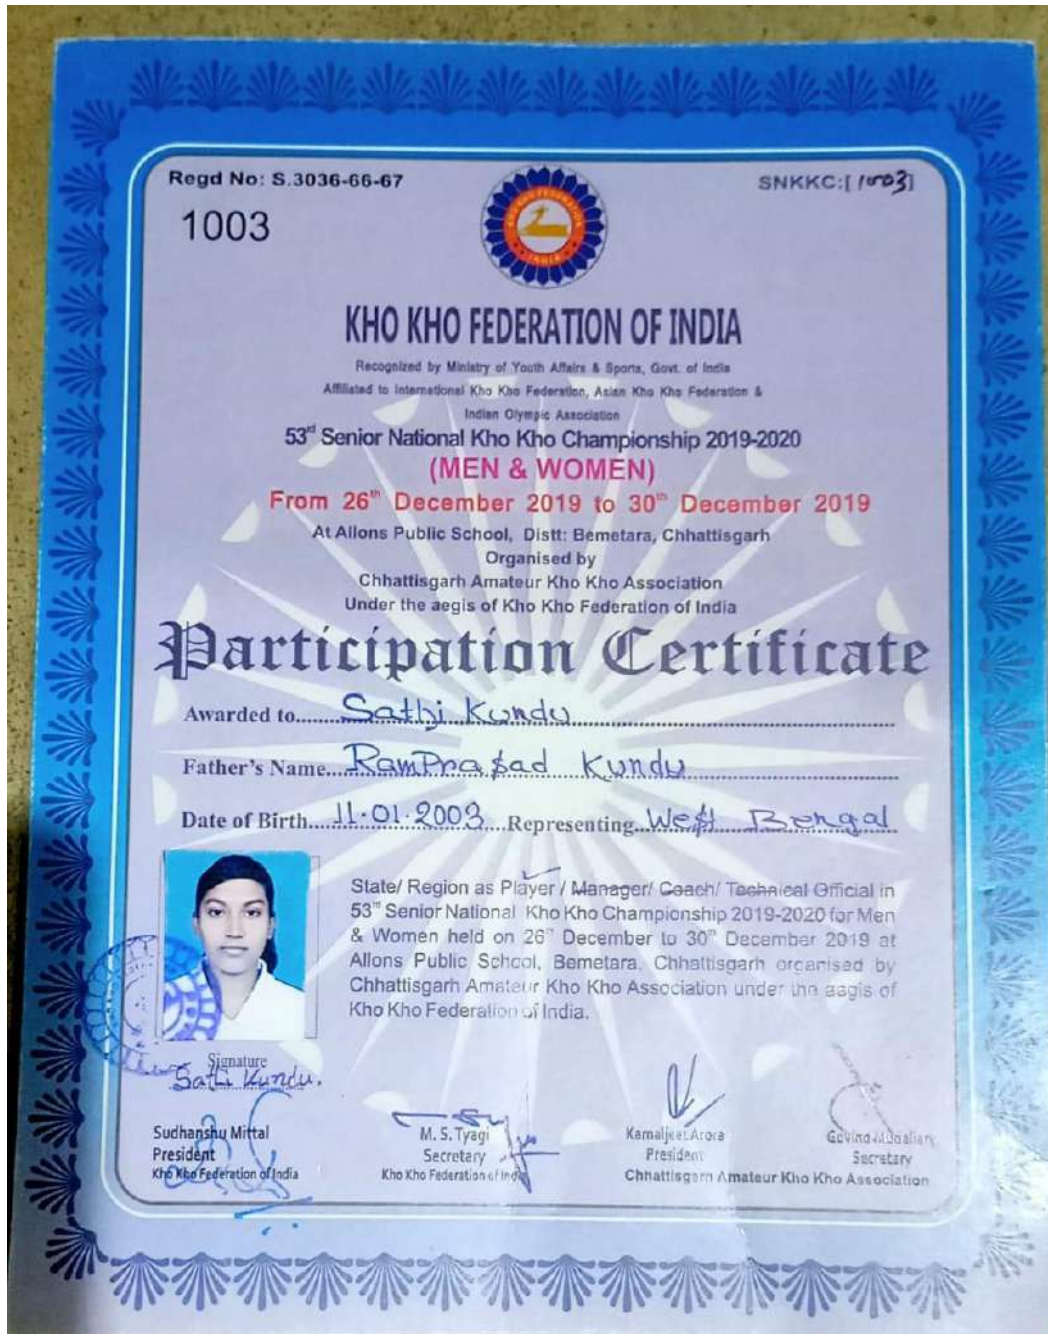 Regd No: S.3036-66-67
SNKKC:[1003]
1003
KHO KHO FEDERATION
INDIA
KHO KHO FEDERATION OF INDIA
Recognized by Ministry of Youth Affairs & Sports, Govt. of India
Affiliated to International Kho Kho Federation, Asian Kho Kho Federation &
Indian Olympic Association
53rd Senior National Kho Kho Championship 2019-2020
(MEN & WOMEN)
From 26th December 2019 to 30th December 2019
At Allons Public School, Distt: Bemetara, Chhattisgarh
Organised by
Chhattisgarh Amateur Kho Kho Association
Under the aegis of Kho Kho Federation of India
Participation Certificate
Awarded to......Sathi Kundu
Father's Name...RamPrasad Kundu
Date of Birth...11.01.2003...Representing..West Bengal
State/ Region as Player / Manager/ Coach/ Technical Official in
53rd Senior National Kho Kho Championship 2019-2020 for Men
& Women held on 26th December to 30th December 2019 at
Allons Public School, Bemetara, Chhattisgarh organised by
Chhattisgarh Amateur Kho Kho Association under the aegis of
Kho Kho Federation of India.
Signature
Sathi Kundu.
Sudhanshu Mittal
President
Kho Kho Federation of India
M. S. Tyagi
Secretary
Kho Kho Federation of India
Kamaljeet Arora
President
Govind Mudaliar
Secretary
Chhattisgarh Amateur Kho Kho Association